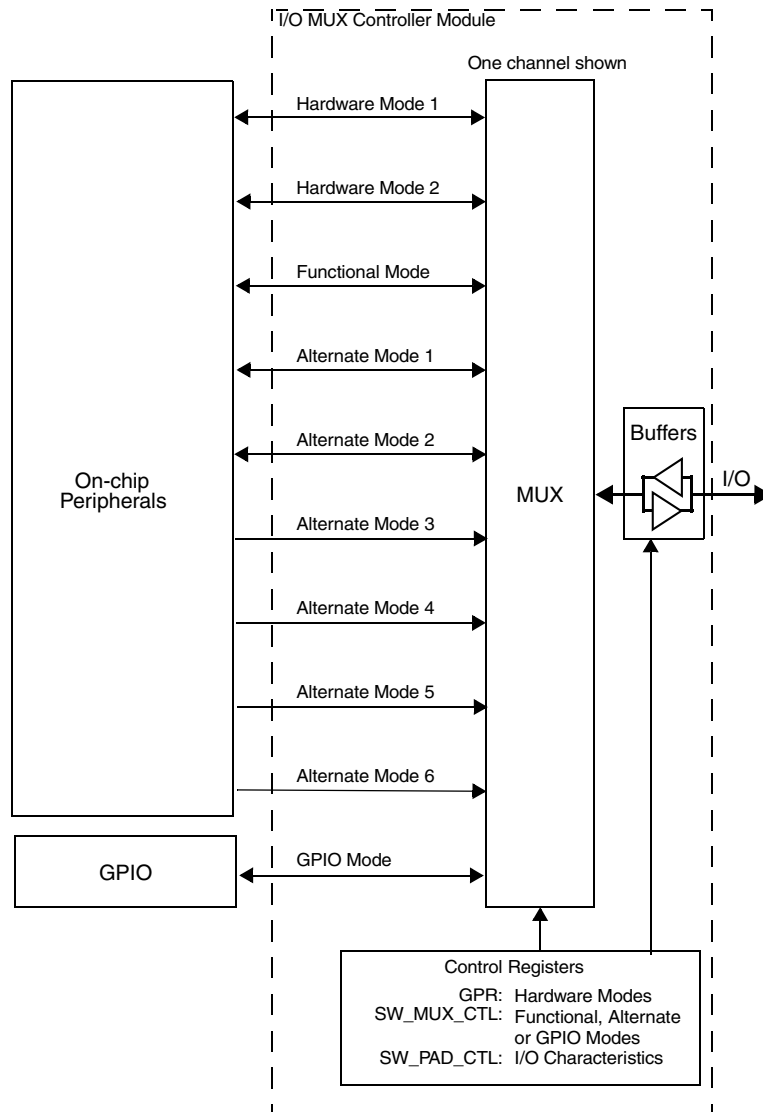 I/O MUX Controller Module
One channel shown
Hardware Mode 1
Hardware Mode 2
Functional Mode
Alternate Mode 1
Alternate Mode 2
Alternate Mode 3
Alternate Mode 4
Alternate Mode 5
Alternate Mode 6
GPIO Mode
On-chip
Peripherals
GPIO
MUX
Buffers
I/O
Control Registers
GPR: Hardware Modes
SW_MUX_CTL: Functional, Alternate
or GPIO Modes
SW_PAD_CTL: I/O Characteristics